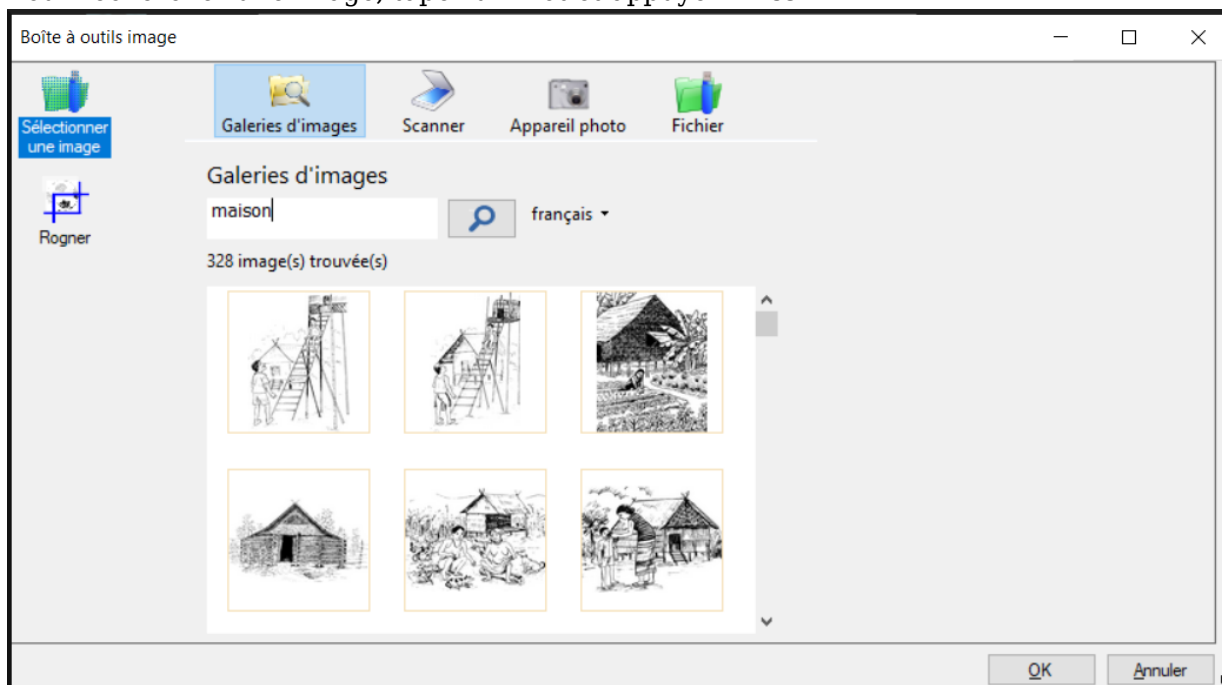 Boîte à outils image
Sélectionner
une image
Rogner
Galeries d'images
Scanner
Appareil photo
Fichier
Galeries d'images
maison
français
328 image(s) trouvée(s)
OK
Annuler